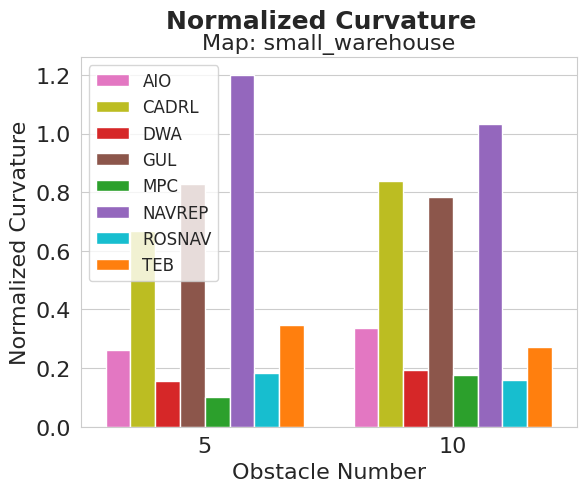 Normalized Curvature
Map: small_warehouse
Normalized Curvature
1.2
1.0
0.8
0.6
0.4
0.2
0.0
AIO
CADRL
DWA
GUL
MPC
NAVREP
ROSNAV
TEB
5
10
Obstacle Number